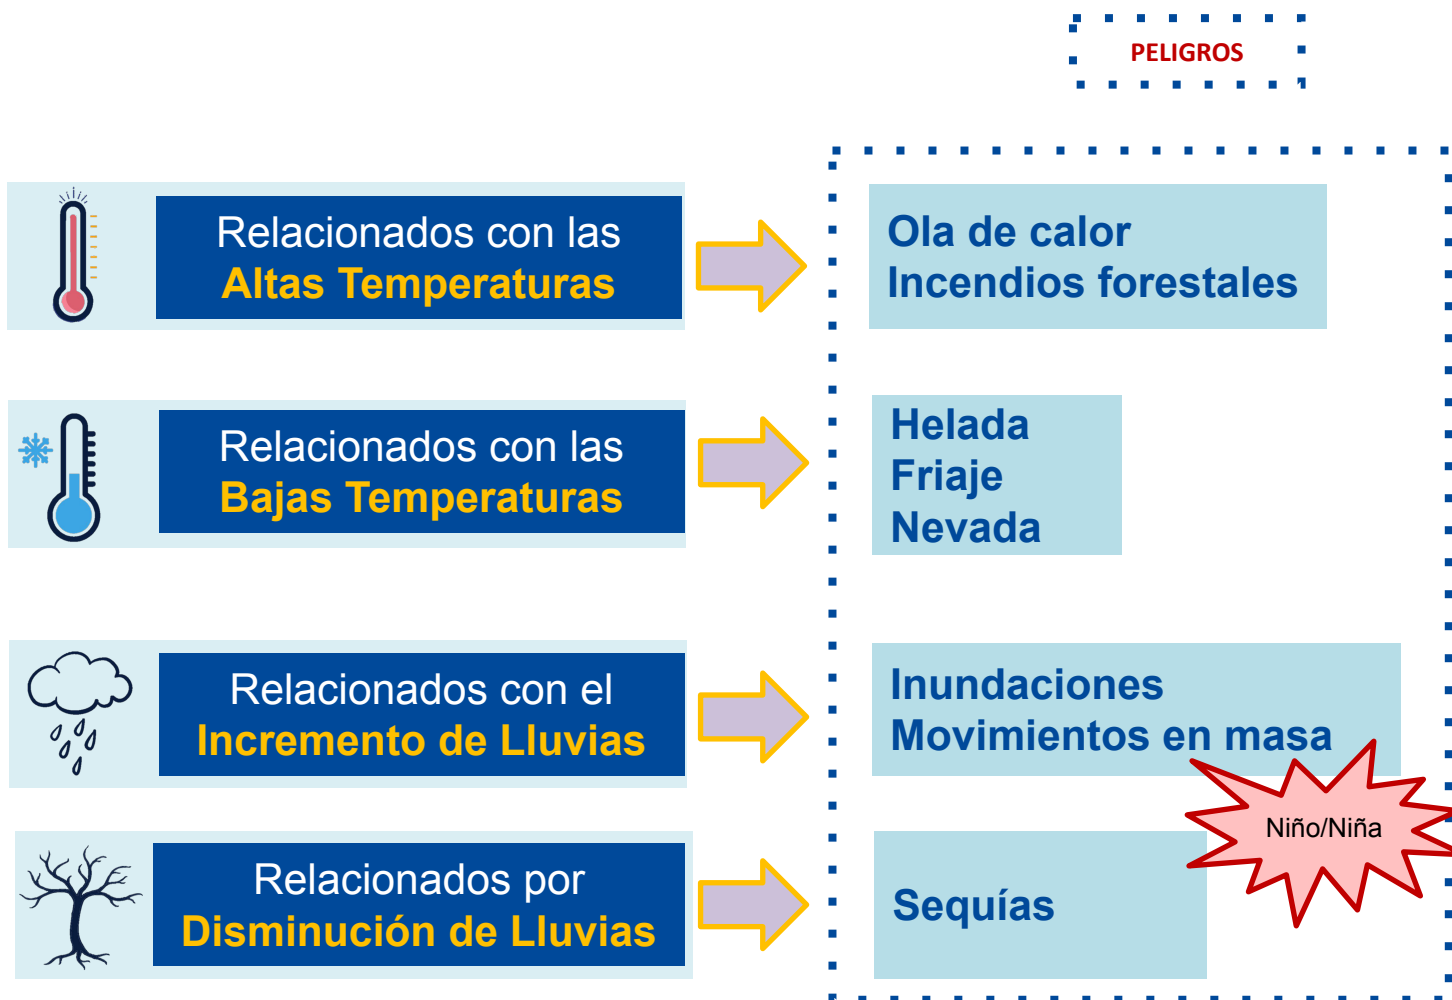 PELIGROS
Relacionados con las
Altas Temperaturas
Ola de calor
Incendios forestales
Relacionados con las
Bajas Temperaturas
Helada
Friaje
Nevada
Relacionados con el
Incremento de Lluvias
Inundaciones
Movimientos en masa
Niño/Niña
Relacionados por
Disminución de Lluvias
Sequías